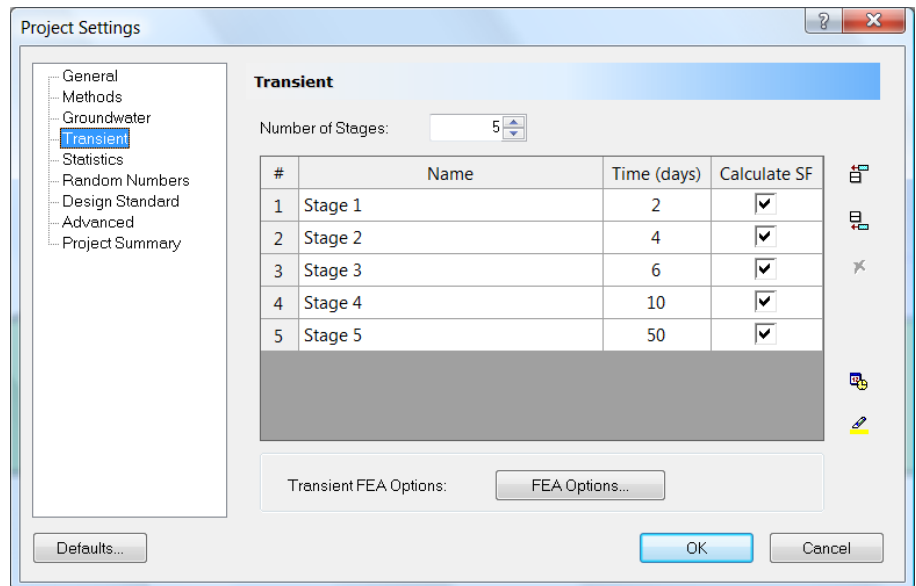 Project Settings
General
Methods
Groundwater
Transient
Statistics
Random Numbers
Design Standard
Advanced
Project Summary
Transient
Number of Stages: 5
# Name Time (days) Calculate SF
1 Stage 1 2
2 Stage 2 4
3 Stage 3 6
4 Stage 4 10
5 Stage 5 50
Transient FEA Options: FEA Options...
Defaults... OK Cancel